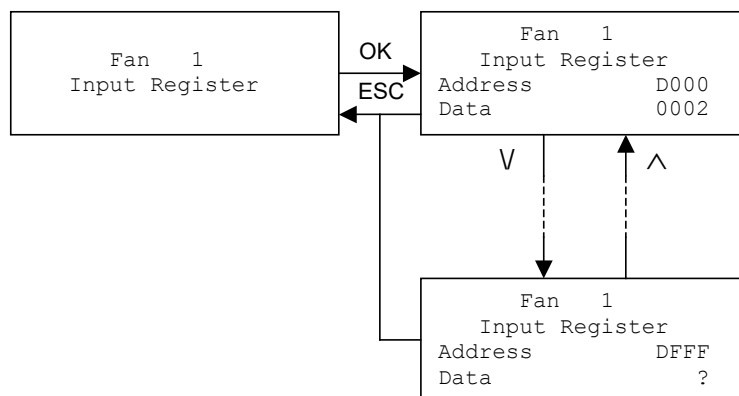 Fan 1
Input Register
OK
ESC
Fan 1
Input Register
Address D000
Data 0002
V
Λ
Fan 1
Input Register
Address DFFF
Data ?